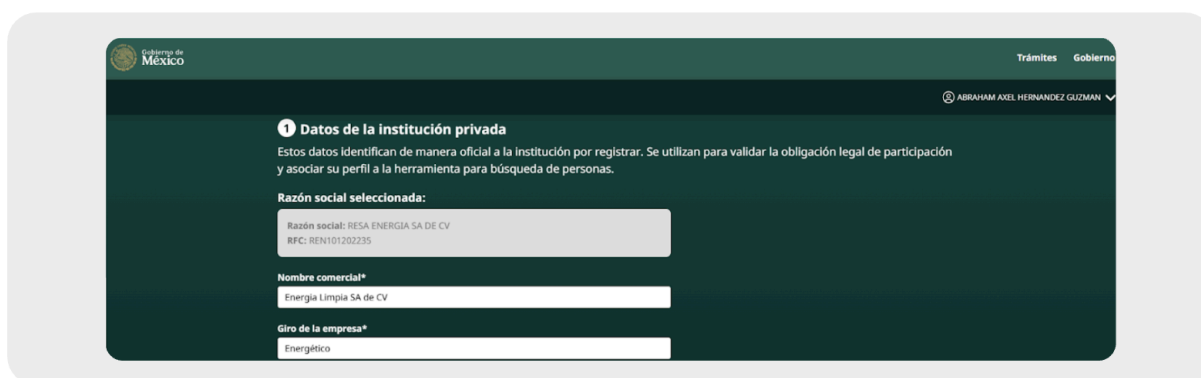 Gobierno de
México
Trámites Gobierno
ABRAHAM AXEL HERNANDEZ GUZMAN
1 Datos de la institución privada
Estos datos identifican de manera oficial a la institución por registrar. Se utilizan para validar la obligación legal de participación
y asociar su perfil a la herramienta para búsqueda de personas.
Razón social seleccionada:
Razón social: RESA ENERGIA SA DE CV
RFC: REN101202235
Nombre comercial*
Energia Limpia SA de CV
Giro de la empresa*
Energético